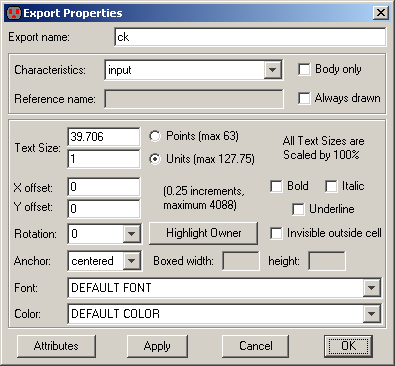 Export Properties
Export name: ck
Characteristics: input Body only
Reference name: Always drawn
Text Size: 39.706 Points (max 63) All Text Sizes are
1 Units (max 127.75) Scaled by 100%
X offset: 0 (0.25 increments, Bold Italic
Y offset: 0 maximum 4088) Underline
Rotation: 0 Highlight Owner Invisible outside cell
Anchor: centered Boxed width: height:
Font: DEFAULT FONT
Color: DEFAULT COLOR
Attributes Apply Cancel OK